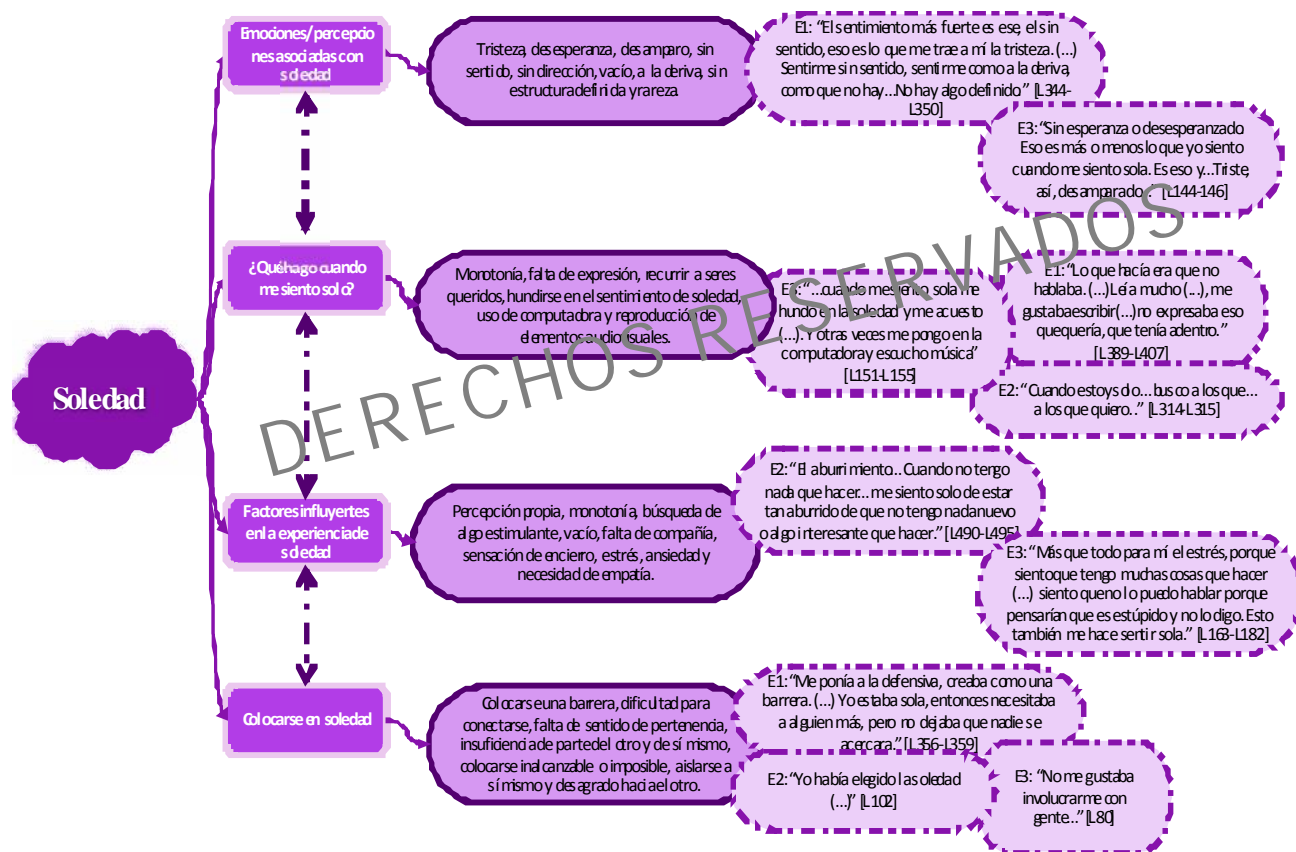 Soledad
Emociones/percepcio
nes asociadas con
soledad
Tristeza, desesperanza, desamparo, sin
sentido, sin dirección, vacío, a la deriva, sin
estructura definida y rareza.
E1: “El sentimiento más fuerte es ese, el sin
sentido, eso es lo que me trae a mí la tristeza. (…)
Sentirme sin sentido, sentirme como a la deriva,
como que no hay…No hay algo definido.” [L344-
L350]
E3: “Sin esperanza o desesperanzado.
Eso es más o menos lo que yo siento
cuando me siento sola. Es eso y…Triste,
así, desamparado…” [L144-146]
¿Qué hago cuando
me siento solo?
Monotonía, falta de expresión, recurrir a seres
queridos, hundirse en el sentimiento de soledad,
uso de computadora y reproducción de
elementos audiovisuales.
E3: “…cuando me siento sola me
hundo en la soledad y me acuesto
(…). Y otras veces me pongo en la
computadora y escucho música”
[L151-L155]
E1: “Lo que hacía era que no
hablaba. (…)Leía mucho (…), me
gustaba escribir (…) no expresaba eso
que quería, que tenía adentro.”
[L389-L407]
E2: “Cuando estoy solo… busco a los que…
a los que quiero…” [L314-L315]
Factores influyentes
en la experiencia de
soledad
Percepción propia, monotonía, búsqueda de
algo estimulante, vacío, falta de compañía,
sensación de encierro, estrés, ansiedad y
necesidad de empatía.
E2: “El aburrimiento… Cuando no tengo
nada que hacer… me siento solo de estar
tan aburrido de que no tengo nada nuevo
o algo interesante que hacer.” [L490-L495]
E3: “Más que todo para mí el estrés, porque
siento que tengo muchas cosas que hacer
(…) siento que no lo puedo hablar porque
pensarían que es estúpido y no lo digo. Esto
también me hace sentir sola.” [L163-L182]
Colocarse en soledad
Colocarse una barrera, dificultad para
conectarse, falta de sentido de pertenencia,
insuficiencia de parte del otro y de sí mismo,
colocarse inalcanzable o imposible, aislarse a
sí mismo y desagrado hacia el otro.
E1: “Me ponía a la defensiva, creaba como una
barrera. (…) Yo estaba sola, entonces necesitaba
a alguien más, pero no dejaba que nadie se
acercara.” [L356-L359]
E2: “Yo había elegido la soledad
(…)” [L102]
E3: “No me gustaba
involucrarme con
gente…” [L80]
DERECHOS RESERVADOS